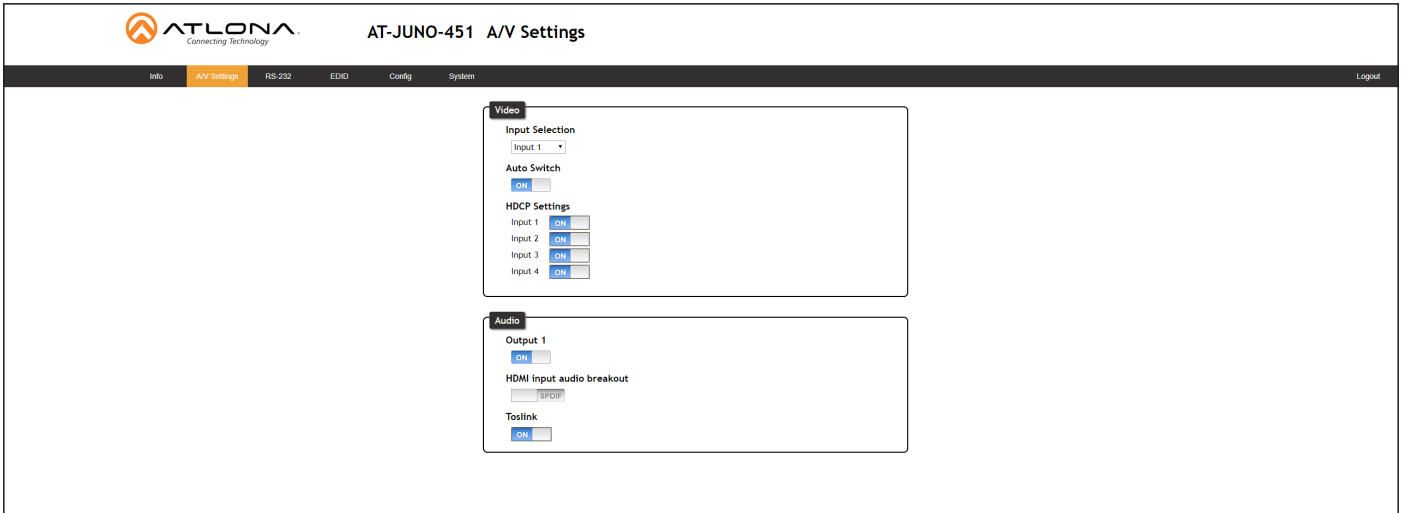 ATLONA.
Connecting Technology
AT-JUNO-451 A/V Settings
Info A/V Settings RS-232 EDID Config System Logout
Video
Input Selection
Input 1
Auto Switch
ON
HDCP Settings
Input 1 ON
Input 2 ON
Input 3 ON
Input 4 ON
Audio
Output 1
ON
HDMI input audio breakout
SPDIF
Toslink
ON